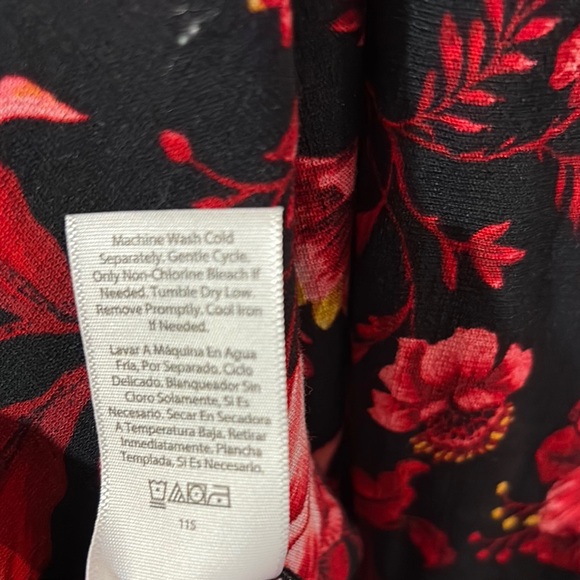 Machine Wash Cold
Separately. Gentle Cycle.
Only Non-Chlorine Bleach If
Needed. Tumble Dry Low.
Remove Promptly. Cool Iron
If Needed.
Lavar A Máquina En Agua
Fría, Por Separado. Ciclo
Delicado. Blanqueador Sin
Cloro Solamente, Si Es
Necesario. Secar En Secadora
A Temperatura Baja. Retirar
Inmediatamente. Plancha
Templada, Si Es Necesario.
115